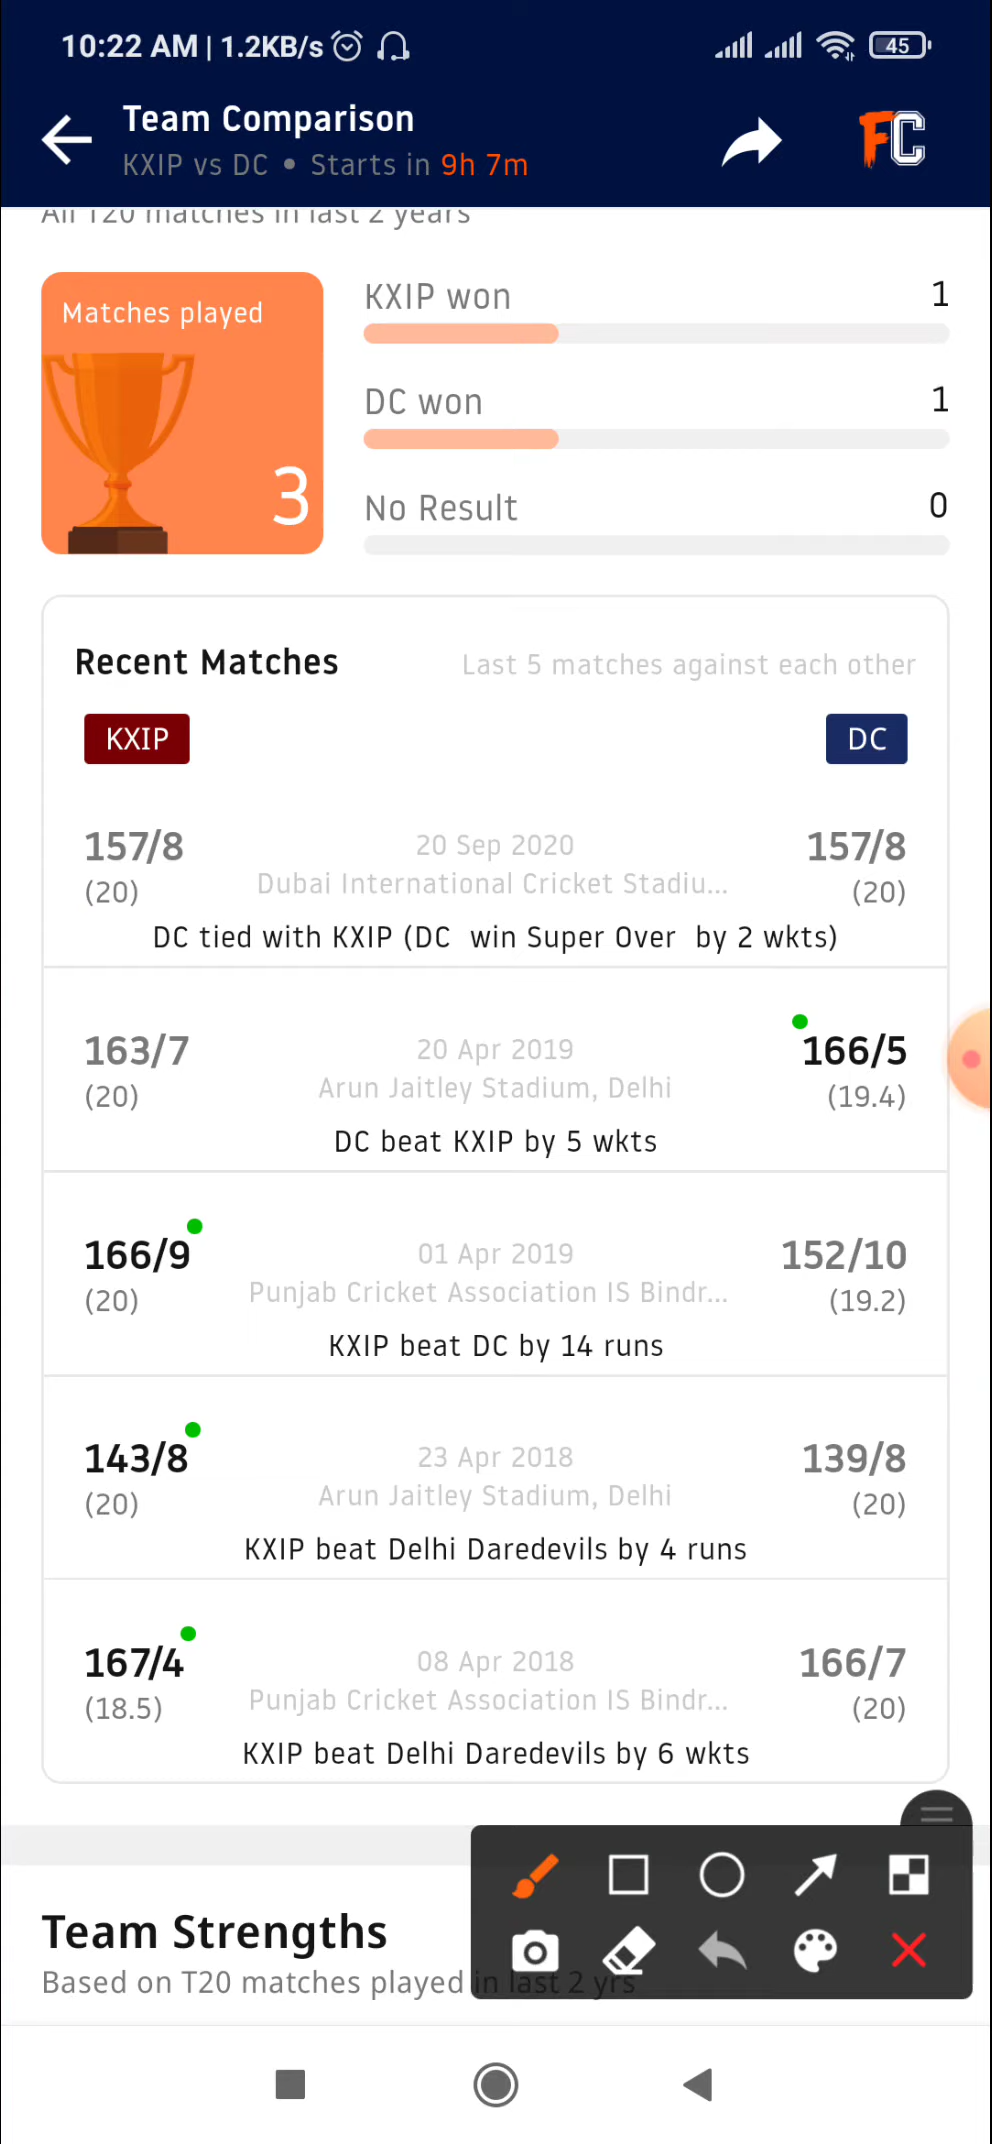 10:22 AM | 1.2KB/s
45
Team Comparison
KXIP vs DC • Starts in 9h 7m
FC
All T20 matches in last 2 years
Matches played
3
KXIP won 1
DC won 1
No Result 0
Recent Matches Last 5 matches against each other
KXIP DC
157/8 20 Sep 2020 157/8
(20) Dubai International Cricket Stadiu... (20)
DC tied with KXIP (DC win Super Over by 2 wkts)
163/7 20 Apr 2019 166/5
(20) Arun Jaitley Stadium, Delhi (19.4)
DC beat KXIP by 5 wkts
166/9 01 Apr 2019 152/10
(20) Punjab Cricket Association IS Bindr... (19.2)
KXIP beat DC by 14 runs
143/8 23 Apr 2018 139/8
(20) Arun Jaitley Stadium, Delhi (20)
KXIP beat Delhi Daredevils by 4 runs
167/4 08 Apr 2018 166/7
(18.5) Punjab Cricket Association IS Bindr... (20)
KXIP beat Delhi Daredevils by 6 wkts
Team Strengths
Based on T20 matches played in last 2 yrs